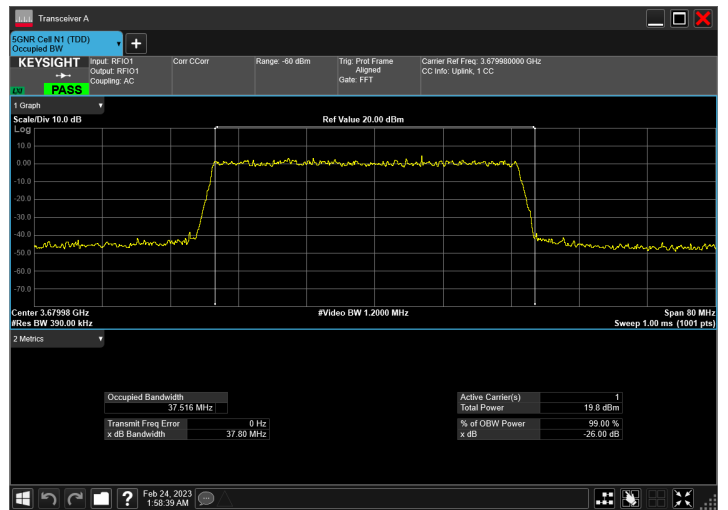 Transceiver A
5GNR Cell N1 (TDD)
Occupied BW
KEYSIGHT
PASS
Input: RFIO1
Output: RFIO1
Coupling: AC
Corr CCorr
Range: -60 dBm
Trig: Prot Frame
Aligned
Gate: FFT
Carrier Ref Freq: 3.679980000 GHz
CC Info: Uplink, 1 CC
1 Graph
Scale/Div 10.0 dB
Ref Value 20.00 dBm
Log
10.0
0.00
-10.0
-20.0
-30.0
-40.0
-50.0
-60.0
-70.0
Center 3.67998 GHz
#Video BW 1.2000 MHz
Span 80 MHz
#Res BW 390.00 kHz
Sweep 1.00 ms (1001 pts)
2 Metrics
Occupied Bandwidth
37.516 MHz
Transmit Freq Error 0 Hz
x dB Bandwidth 37.80 MHz
Active Carrier(s) 1
Total Power 19.8 dBm
% of OBW Power 99.00 %
x dB -26.00 dB
?
Feb 24, 2023
1:58:39 AM